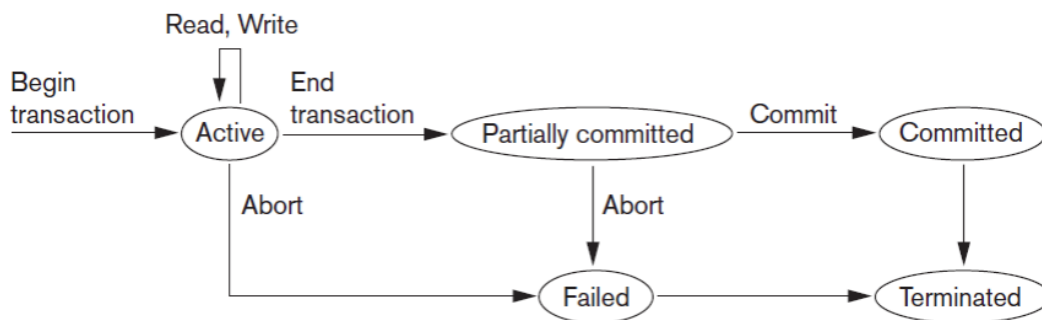 Read, Write
Begin
transaction
End
transaction
Active
Partially committed
Commit
Committed
Abort
Abort
Failed
Terminated